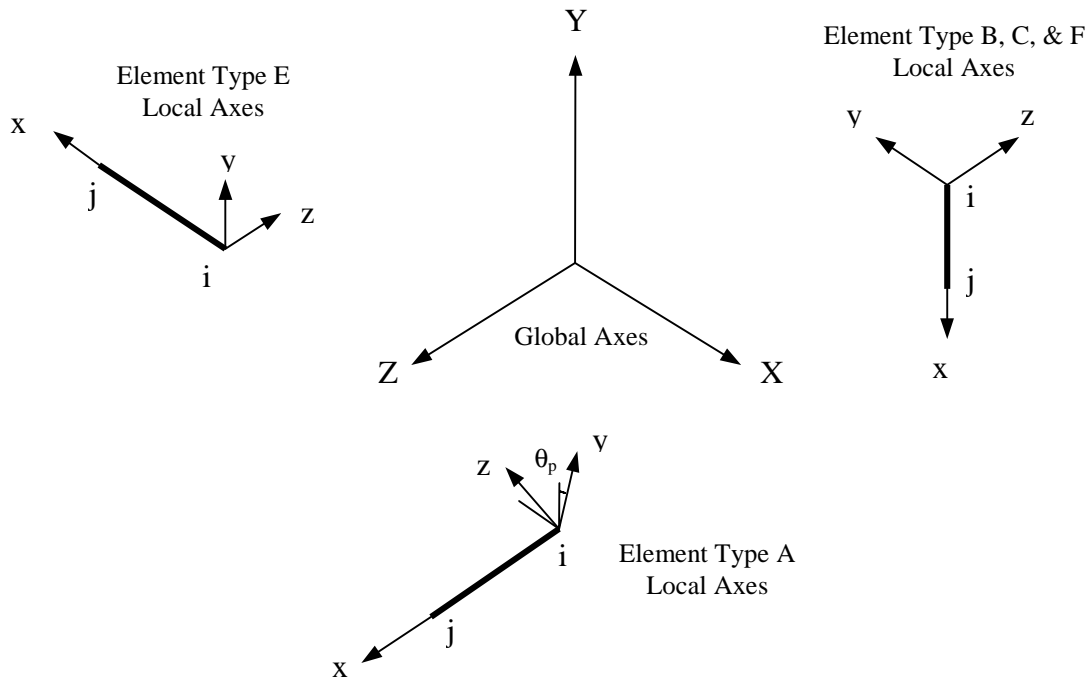 Element Type E
Local Axes
x
y
j
z
i
Y
Global Axes
Z
X
Element Type B, C, & F
Local Axes
y
z
i
j
x
z
θp
y
i
j
x
Element Type A
Local Axes